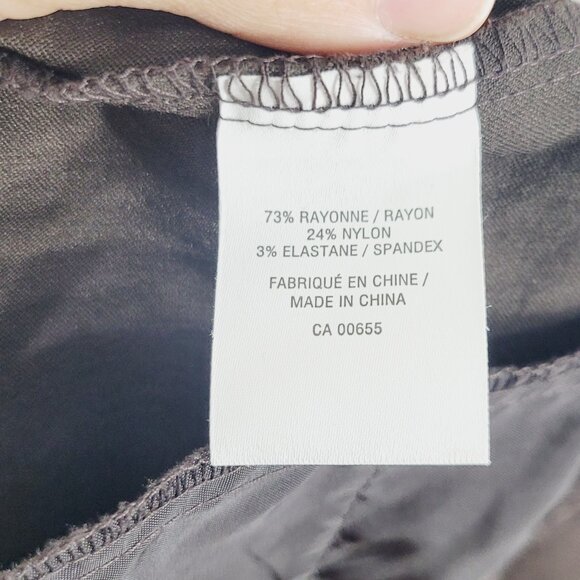 73% RAYONNE / RAYON
24% NYLON
3% ELASTANE / SPANDEX
FABRIQUÉ EN CHINE /
MADE IN CHINA
CA 00655